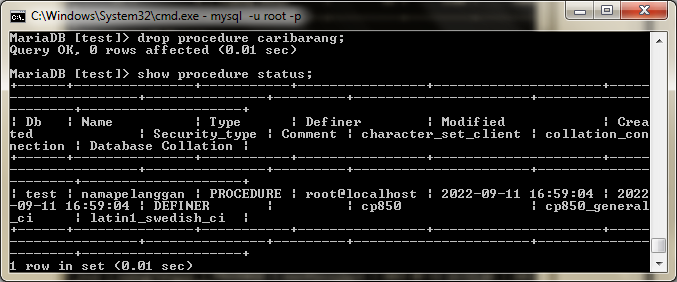 C:\Windows\System32\cmd.exe - mysql  -u root -p
MariaDB [test]> drop procedure caribarang;
Query OK, 0 rows affected (0.01 sec)
MariaDB [test]> show procedure status;
+------+---------------+-----------+----------------+---------------------+-----
----------------+---------------+---------+----------------------+--------------
--------+--------------------+
| Db   | Name          | Type      | Definer        | Modified            | Crea
ted             | Security_type | Comment | character_set_client | collation_con
nection | Database Collation |
+------+---------------+-----------+----------------+---------------------+-----
----------------+---------------+---------+----------------------+--------------
--------+--------------------+
| test | namapelanggan | PROCEDURE | root@localhost | 2022-09-11 16:59:04 | 2022
-09-11 16:59:04 | DEFINER       |         | cp850                | cp850_general
_ci     | latin1_swedish_ci  |
+------+---------------+-----------+----------------+---------------------+-----
----------------+---------------+---------+----------------------+--------------
--------+--------------------+
1 row in set (0.01 sec)